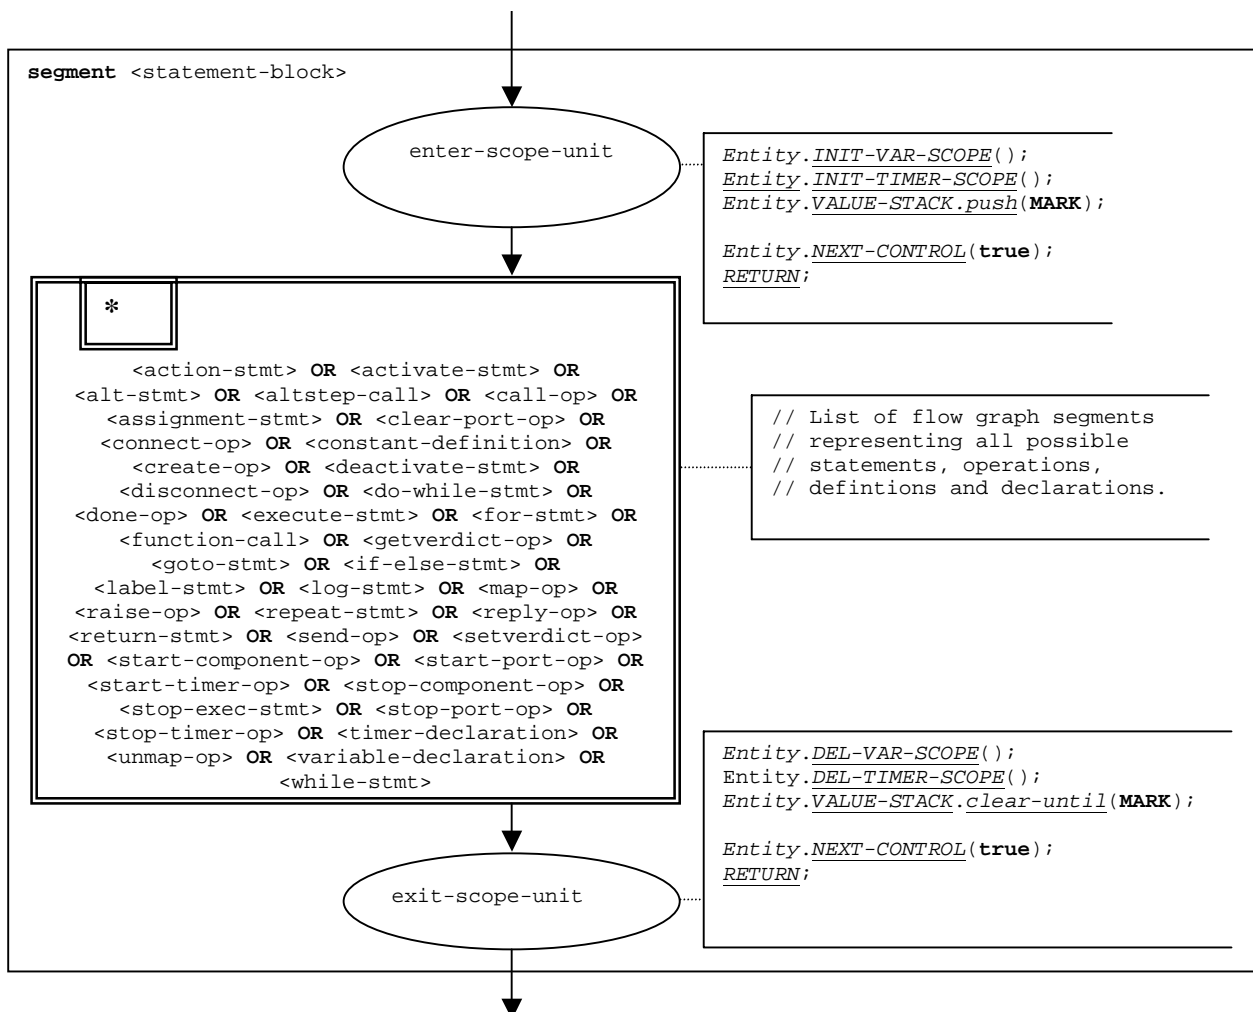 segment <statement-block>
enter-scope-unit
Entity.INIT-VAR-SCOPE();
Entity.INIT-TIMER-SCOPE();
Entity.VALUE-STACK.push(MARK);
Entity.NEXT-CONTROL(true);
RETURN;
*
<action-stmt> OR <activate-stmt> OR
<alt-stmt> OR <altstep-call> OR <call-op> OR
<assignment-stmt> OR <clear-port-op> OR
<connect-op> OR <constant-definition> OR
<create-op> OR <deactivate-stmt> OR
<disconnect-op> OR <do-while-stmt> OR
<done-op> OR <execute-stmt> OR <for-stmt> OR
<function-call> OR <getverdict-op> OR
<goto-stmt> OR <if-else-stmt> OR
<label-stmt> OR <log-stmt> OR <map-op> OR
<raise-op> OR <repeat-stmt> OR <reply-op> OR
<return-stmt> OR <send-op> OR <setverdict-op>
OR <start-component-op> OR <start-port-op> OR
<start-timer-op> OR <stop-component-op> OR
<stop-exec-stmt> OR <stop-port-op> OR
<stop-timer-op> OR <timer-declaration> OR
<unmap-op> OR <variable-declaration> OR
<while-stmt>
// List of flow graph segments
// representing all possible
// statements, operations,
// defintions and declarations.
Entity.DEL-VAR-SCOPE();
Entity.DEL-TIMER-SCOPE();
Entity.VALUE-STACK.clear-until(MARK);
Entity.NEXT-CONTROL(true);
RETURN;
exit-scope-unit